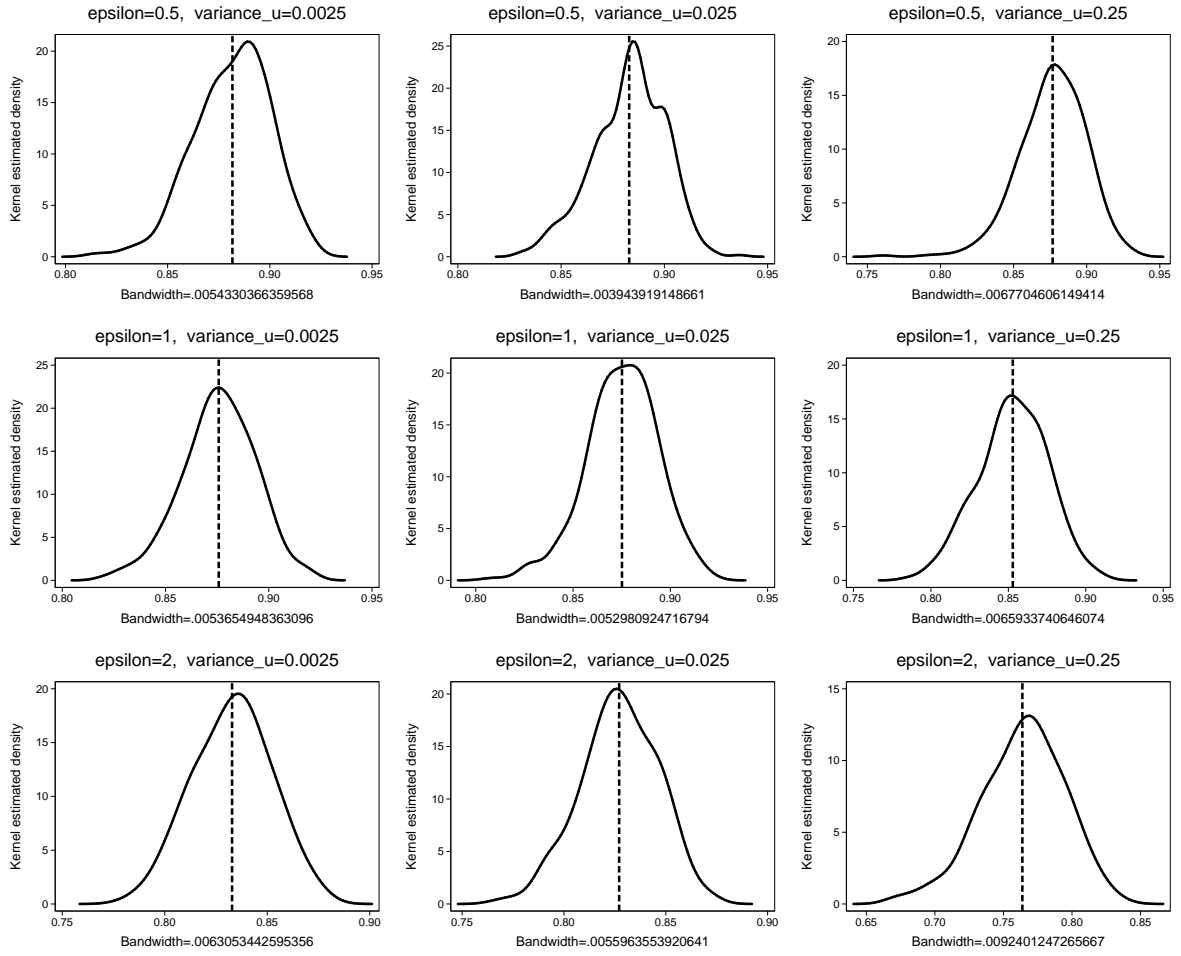 epsilon=0.5, variance_u=0.0025
epsilon=0.5, variance_u=0.025
epsilon=0.5, variance_u=0.25
Kernel estimated density
20
15
10
5
0
0.80 0.85 0.90 0.95
Bandwidth=.0054330366359568
Kernel estimated density
25
20
15
10
5
0
0.80 0.85 0.90 0.95
Bandwidth=.003943919148661
Kernel estimated density
20
15
10
5
0
0.75 0.80 0.85 0.90 0.95
Bandwidth=.0067704606149414
epsilon=1, variance_u=0.0025
epsilon=1, variance_u=0.025
epsilon=1, variance_u=0.25
Kernel estimated density
25
20
15
10
5
0
0.80 0.85 0.90 0.95
Bandwidth=.0053654948363096
Kernel estimated density
20
15
10
5
0
0.80 0.85 0.90 0.95
Bandwidth=.0052980924716794
Kernel estimated density
20
15
10
5
0
0.75 0.80 0.85 0.90 0.95
Bandwidth=.0065933740646074
epsilon=2, variance_u=0.0025
epsilon=2, variance_u=0.025
epsilon=2, variance_u=0.25
Kernel estimated density
20
15
10
5
0
0.75 0.80 0.85 0.90
Bandwidth=.0063053442595356
Kernel estimated density
20
15
10
5
0
0.75 0.80 0.85 0.90
Bandwidth=.0055963553920641
Kernel estimated density
15
10
5
0
0.65 0.70 0.75 0.80 0.85
Bandwidth=.0092401247265667